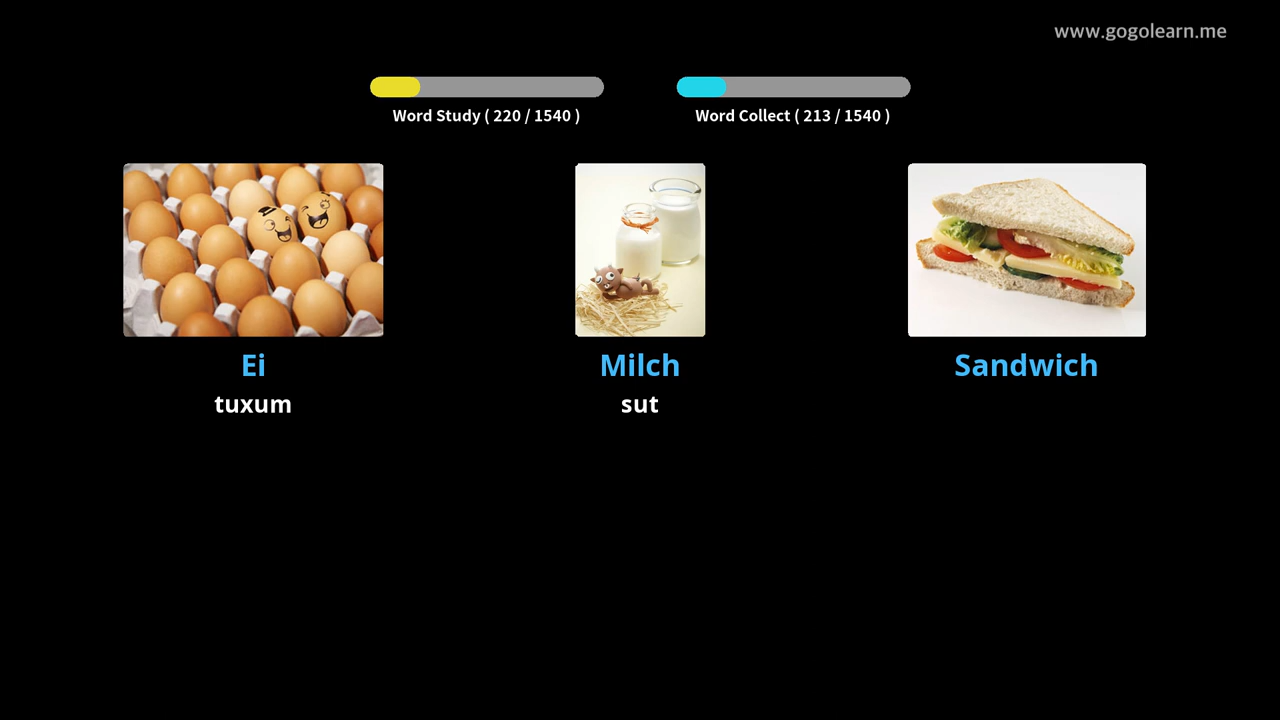 www.gogolearn.me
Word Study ( 220 / 1540 )
Word Collect ( 213 / 1540 )
Ei
tuxum
Milch
sut
Sandwich